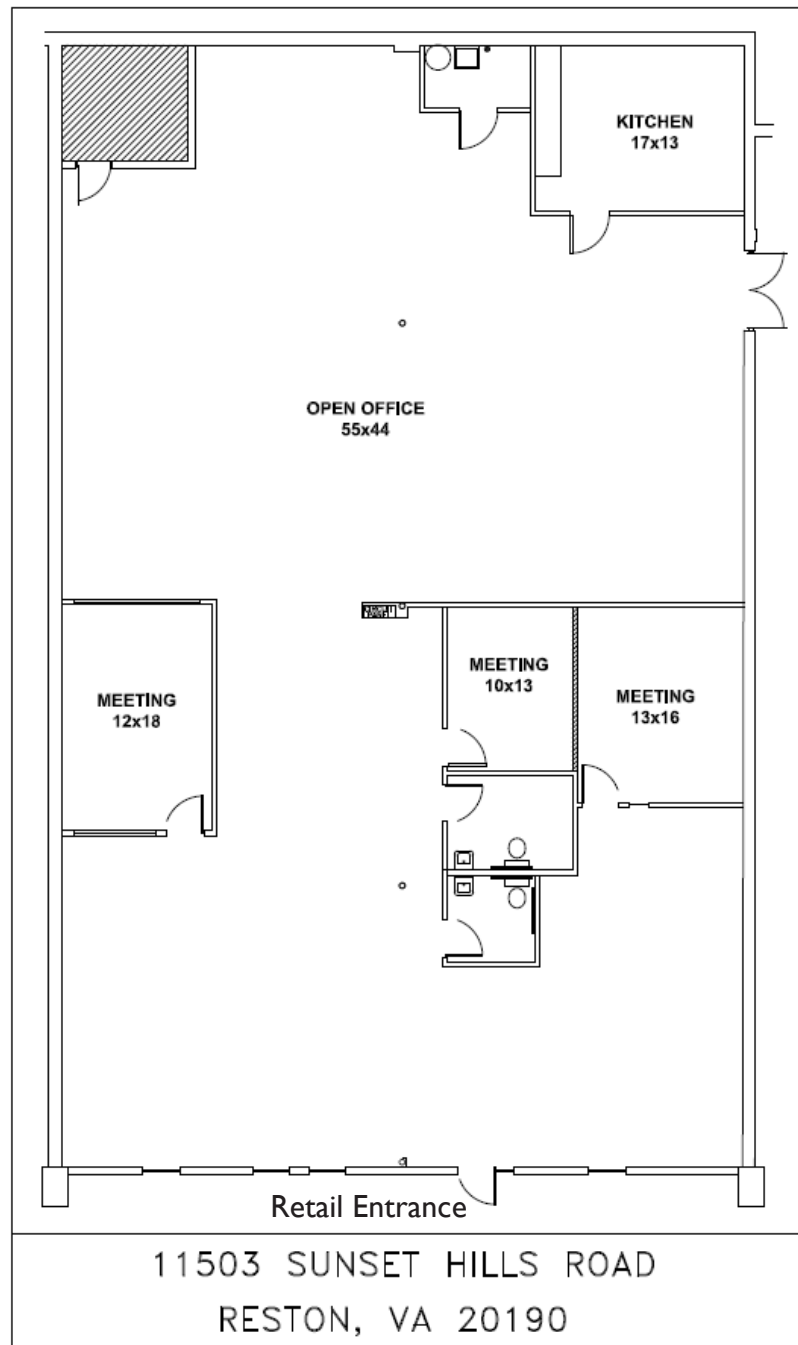 KITCHEN
17x13
OPEN OFFICE
55x44
MEETING
12x18
MEETING
10x13
MEETING
13x16
Retail Entrance
11503 SUNSET HILLS ROAD
RESTON, VA 20190